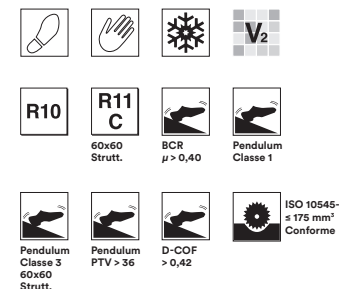 V2
R10
R11
C
60x60
Strutt.
BCR
µ > 0,40
Pendulum
Classe 1
Pendulum
Classe 3
60x60
Strutt.
Pendulum
PTV > 36
D-COF
> 0,42
ISO 10545-
≤ 175 mm³
Conforme